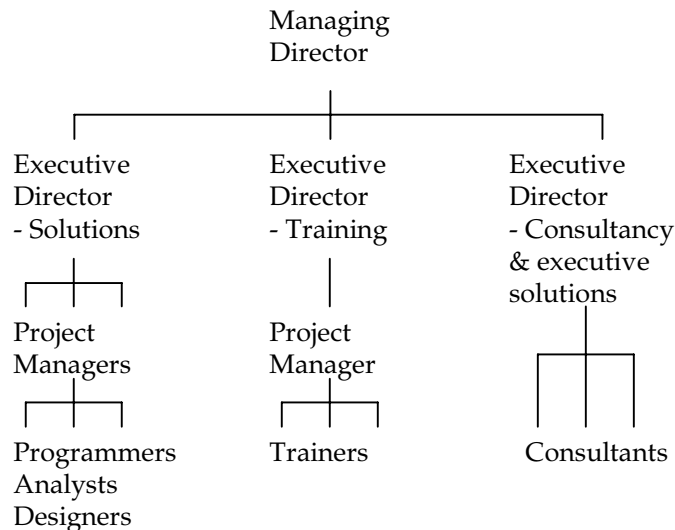 Managing
Director
Executive
Director
- Solutions
Executive
Director
- Training
Executive
Director
- Consultancy
& executive
solutions
Project
Managers
Project
Manager
Programmers
Analysts
Designers
Trainers
Consultants